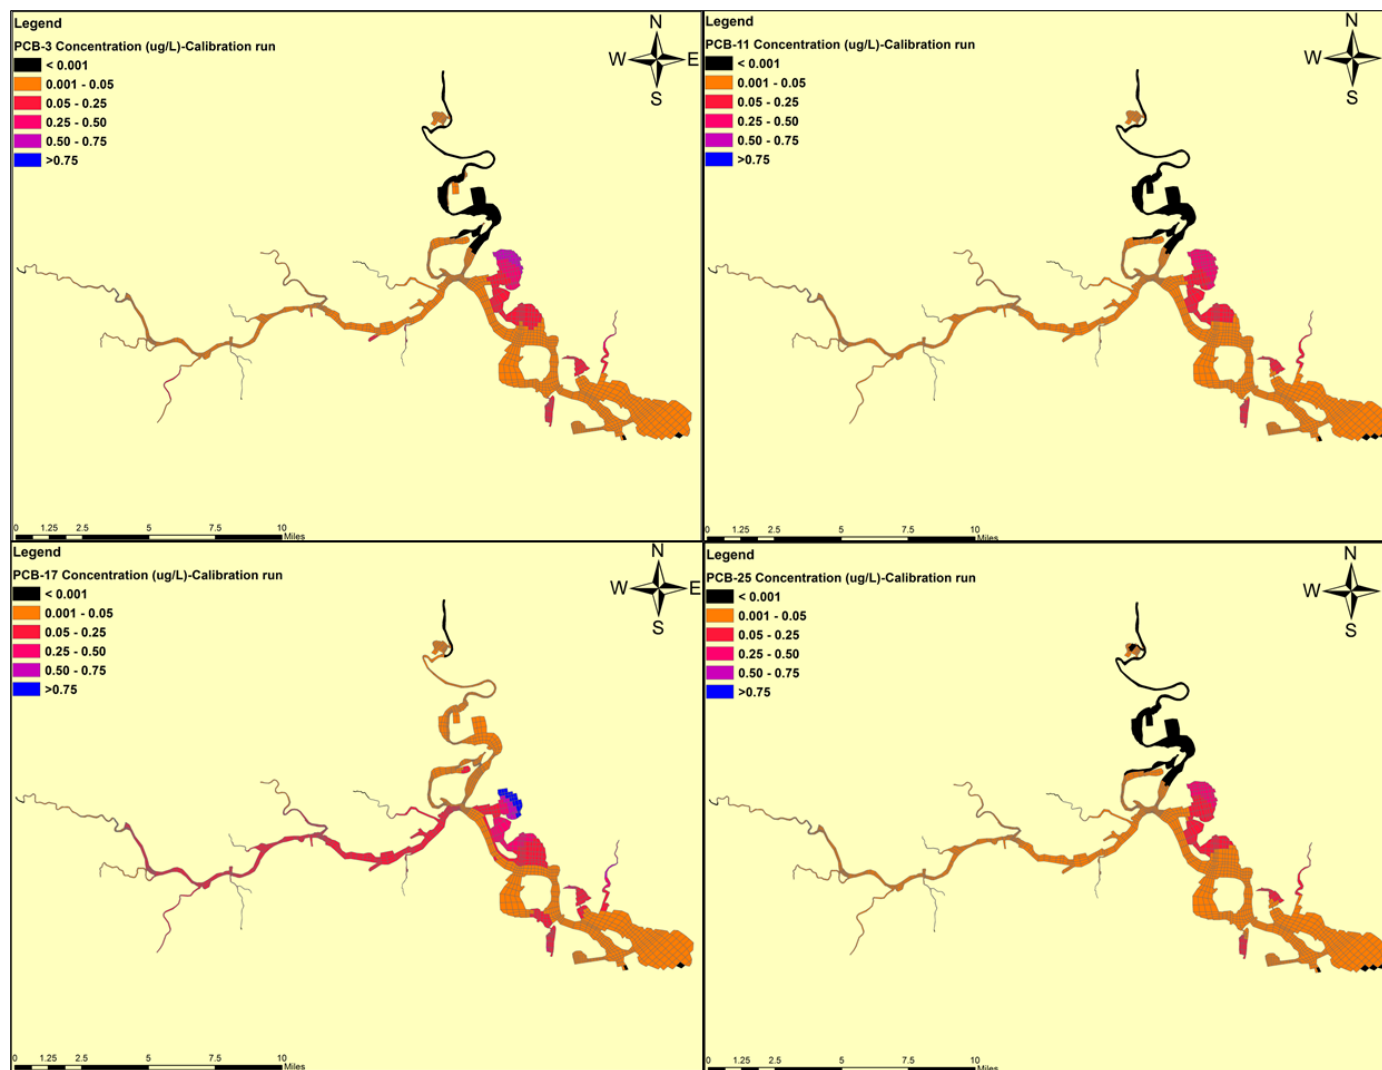 Legend
PCB-3 Concentration (ug/L)-Calibration run
< 0.001
0.001 - 0.05
0.05 - 0.25
0.25 - 0.50
0.50 - 0.75
>0.75
N
W E
S
0 1.25 2.5 5 7.5 10
Miles
Legend
PCB-11 Concentration (ug/L)-Calibration run
< 0.001
0.001 - 0.05
0.05 - 0.25
0.25 - 0.50
0.50 - 0.75
>0.75
N
W E
S
0 1.25 2.5 5 7.5 10
Miles
Legend
PCB-17 Concentration (ug/L)-Calibration run
< 0.001
0.001 - 0.05
0.05 - 0.25
0.25 - 0.50
0.50 - 0.75
>0.75
N
W E
S
0 1.25 2.5 5 7.5 10
Miles
Legend
PCB-25 Concentration (ug/L)-Calibration run
< 0.001
0.001 - 0.05
0.05 - 0.25
0.25 - 0.50
0.50 - 0.75
>0.75
N
W E
S
0 1.25 2.5 5 7.5 10
Miles